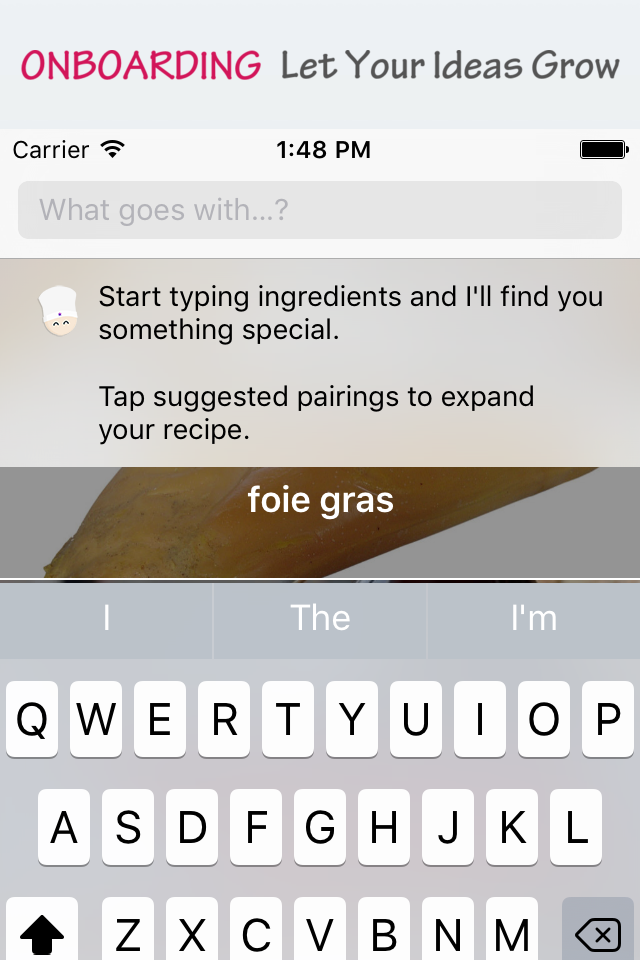 ONBOARDING Let Your Ideas Grow
Carrier 1:48 PM
What goes with...?
Start typing ingredients and I'll find you
something special.
Tap suggested pairings to expand
your recipe.
foie gras
I The I'm
Q W E R T Y U I O P
A S D F G H J K L
Z X C V B N M